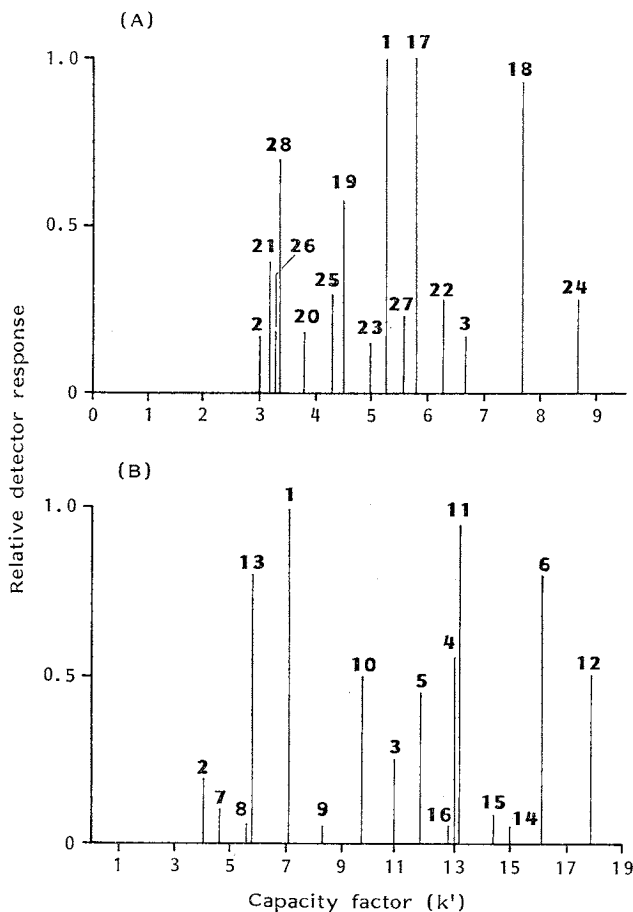 (A)
1 17
1.0
18
28
19
0.5
21 26
25
2 20 23 27 22 3 24
0
0 1 2 3 4 5 6 7 8 9
Relative detector response
(B)
1.0
1
11
13
6
4
0.5
10
5
12
3
2
7
8 9 16 15 14
0
1 3 5 7 9 11 13 15 17 19
Capacity factor (k')